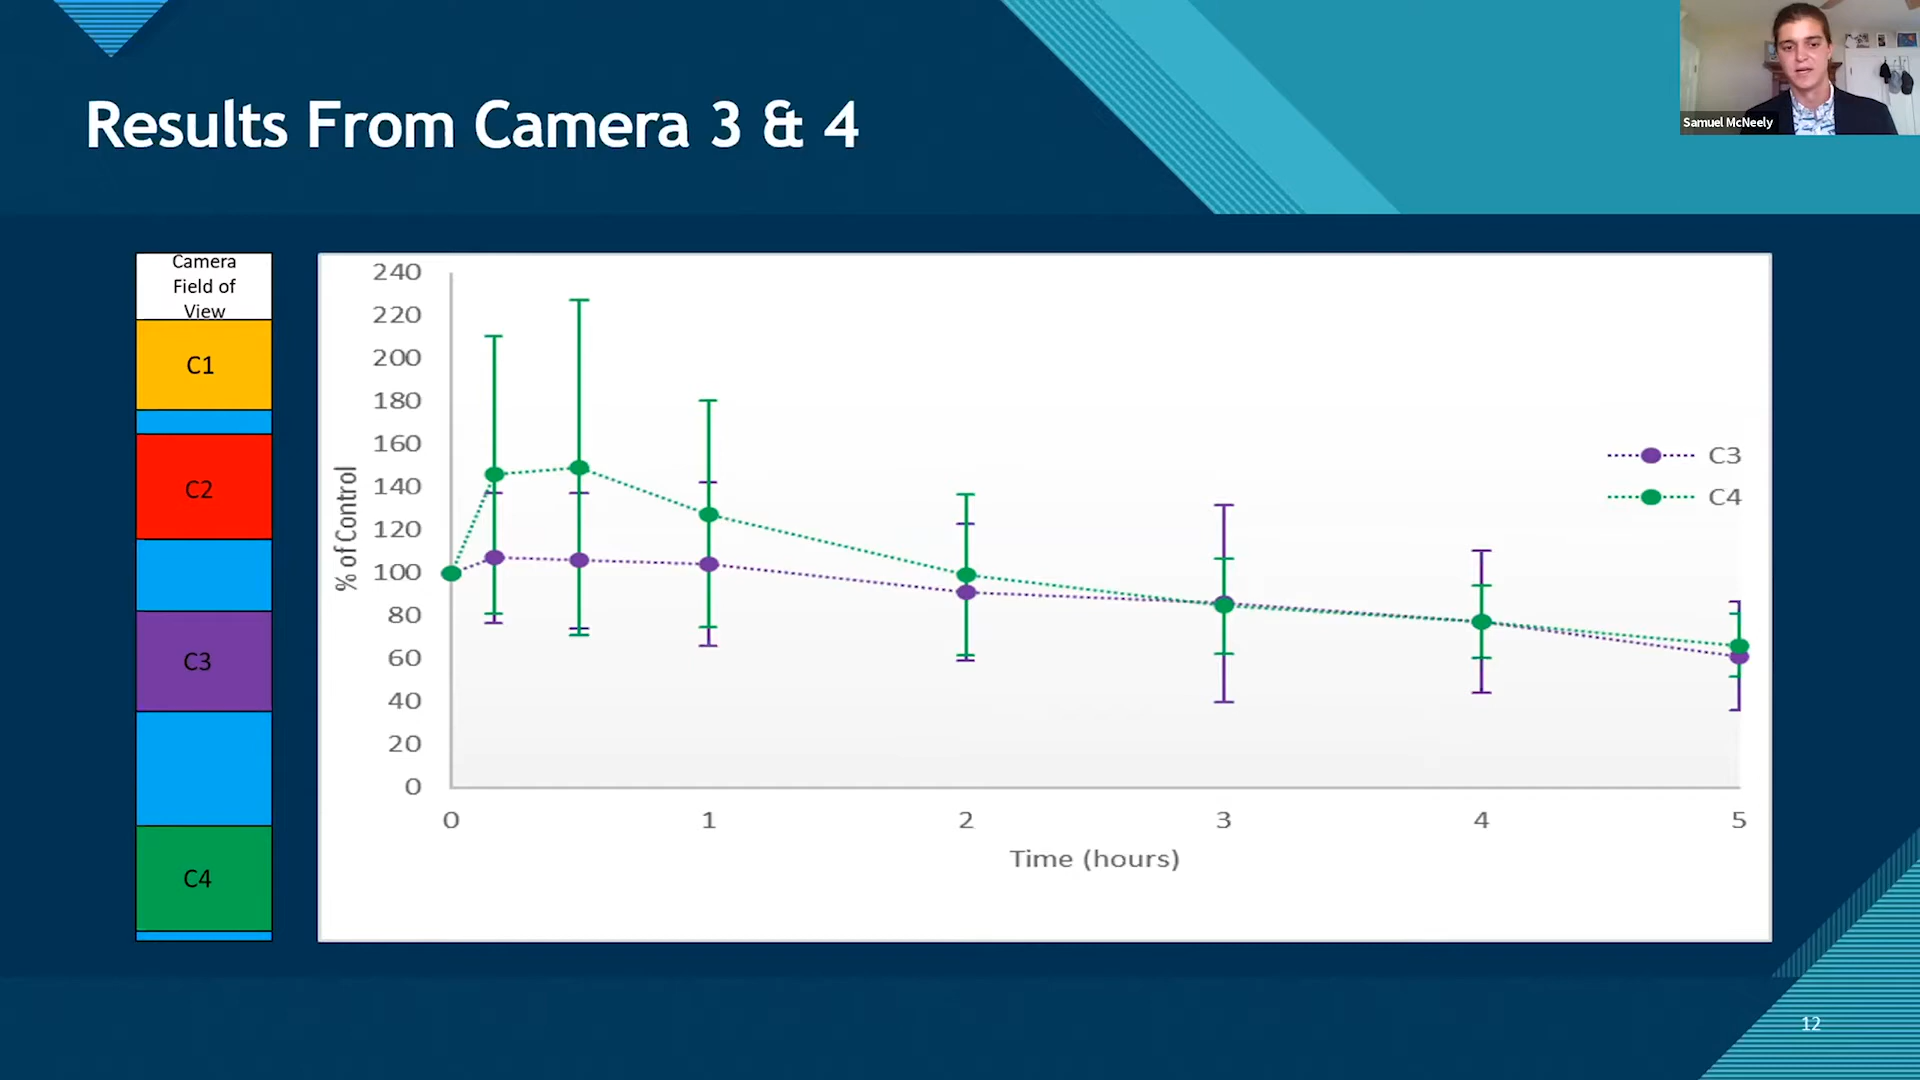 Results From Camera 3 & 4
Samuel McNeely
Camera
Field of
View
C1
C2
C3
C4
% of Control
240
220
200
180
160
140
120
100
80
60
40
20
0
0 1 2 3 4 5
Time (hours)
C3
C4
12